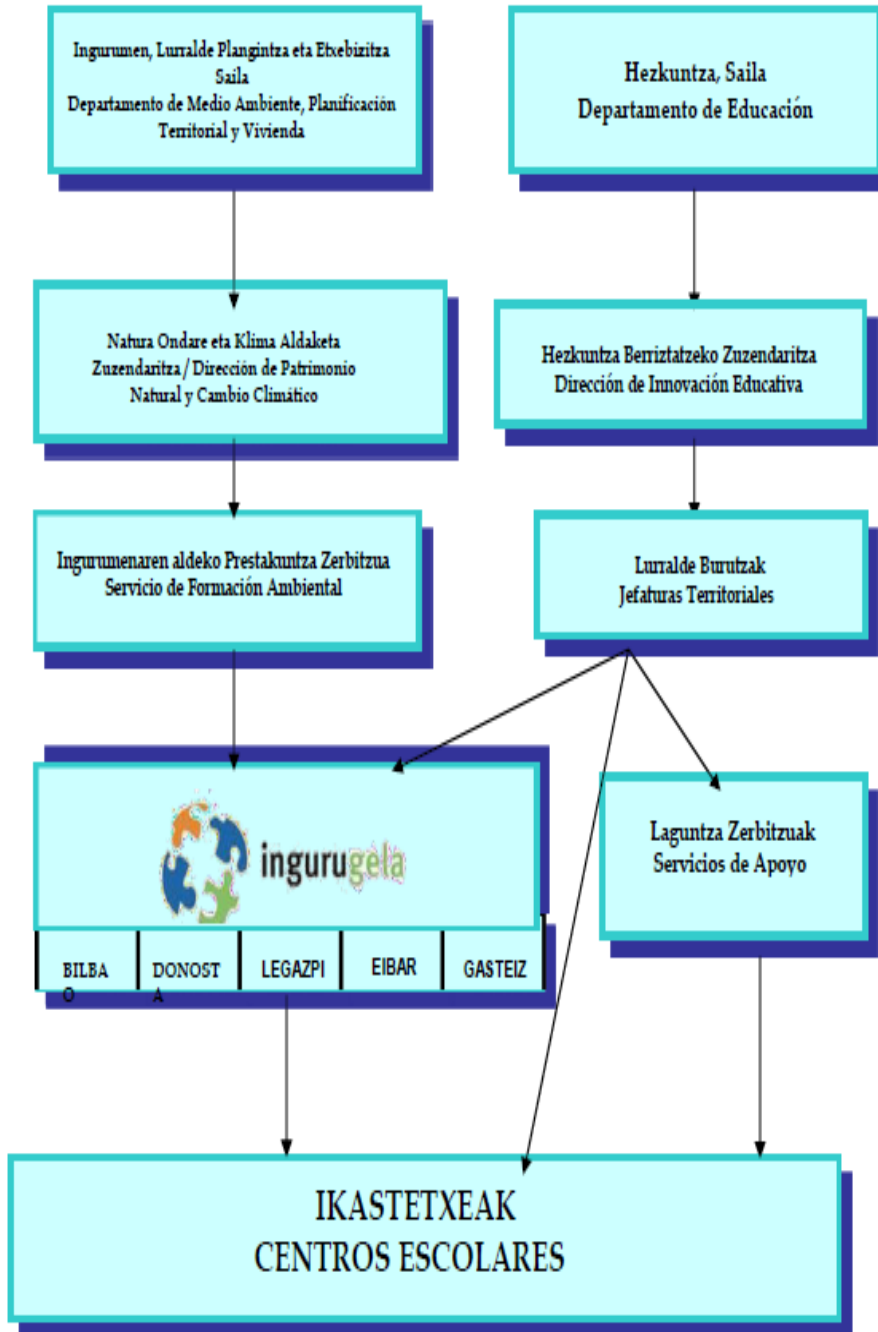 Ingurumen, Lurralde Plangintza eta Etxebizitza
Saila
Departamento de Medio Ambiente, Planificación
Territorial y Vivienda
Hezkuntza, Saila
Departamento de Educación
Natura Ondare eta Klima Aldaketa
Zuzendaritza / Dirección de Patrimonio
Natural y Cambio Climático
Hezkuntza Berriztatzeko Zuzendaritza
Dirección de Innovación Educativa
Ingurumenaren aldeko Prestakuntza Zerbitzua
Servicio de Formación Ambiental
Lurralde Burutzak
Jefaturas Territoriales
ingurugela
Laguntza Zerbitzuak
Servicios de Apoyo
BILBA
O
DONOST
A
LEGAZPI
EIBAR
GASTEIZ
IKASTETXEAK
CENTROS ESCOLARES